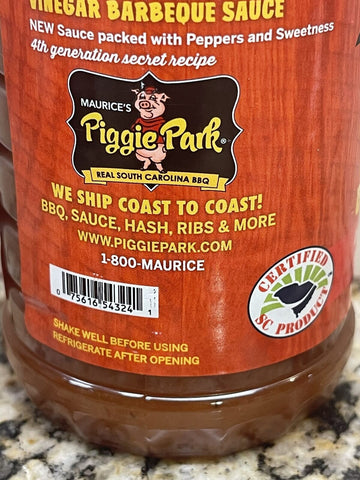 VINEGAR BARBEQUE SAUCE
NEW Sauce packed with Peppers and Sweetness
4th generation secret recipe
MAURICE'S
Piggie Park®
REAL SOUTH CAROLINA BBQ
WE SHIP COAST TO COAST!
BBQ, SAUCE, HASH, RIBS & MORE
WWW.PIGGIEPARK.COM
1-800-MAURICE
0 75616 54324 1
CERTIFIED
SC PRODUCT
SHAKE WELL BEFORE USING
REFRIGERATE AFTER OPENING